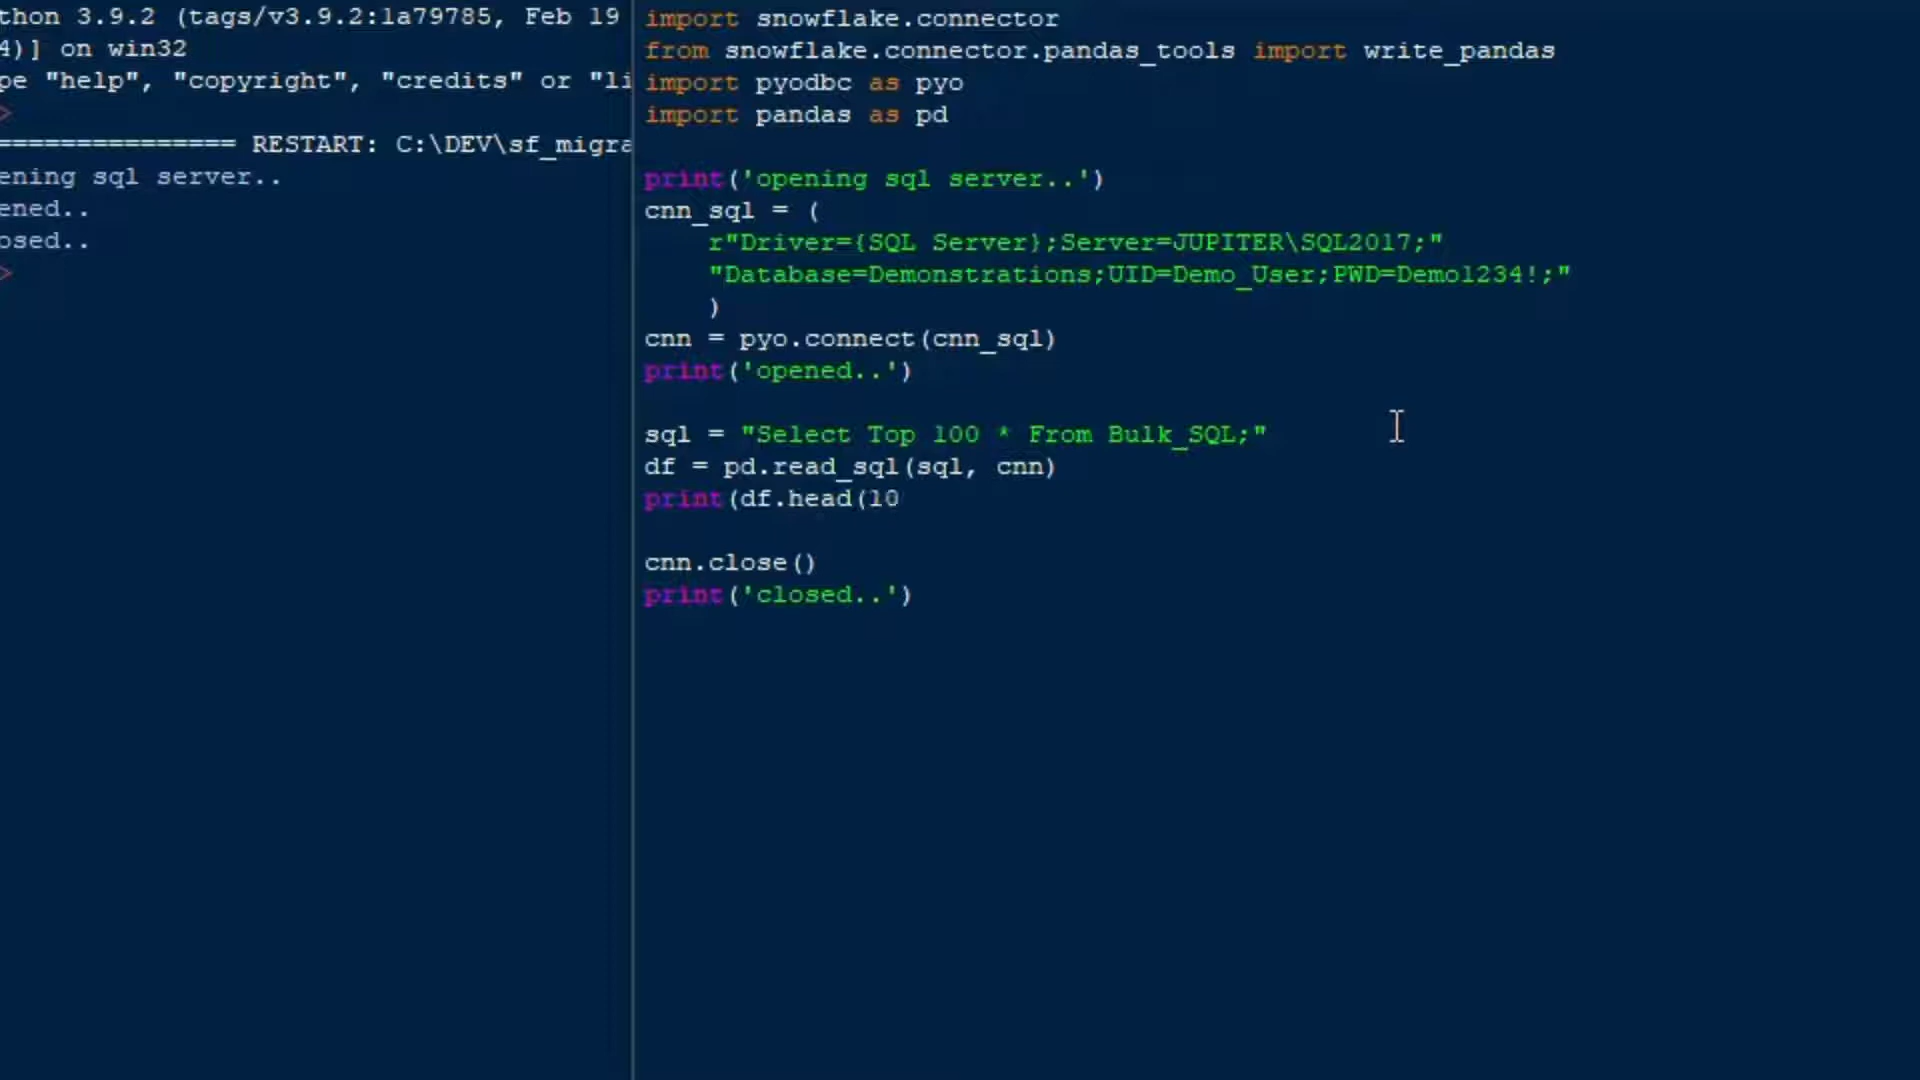 thon 3.9.2 (tags/v3.9.2:1a79785, Feb 19
4)] on win32
pe "help", "copyright", "credits" or "li
>
=============== RESTART: C:\DEV\sf_migra
ening sql server..
ened..
osed..
>
import snowflake.connector
from snowflake.connector.pandas_tools import write_pandas
import pyodbc as pyo
import pandas as pd
print('opening sql server..')
cnn_sql = (
r"Driver={SQL Server};Server=JUPITER\SQL2017;"
"Database=Demonstrations;UID=Demo_User;PWD=Demo1234!;"
)
cnn = pyo.connect(cnn_sql)
print('opened..')
sql = "Select Top 100 * From Bulk_SQL;"
df = pd.read_sql(sql, cnn)
print(df.head(10
cnn.close()
print('closed..')